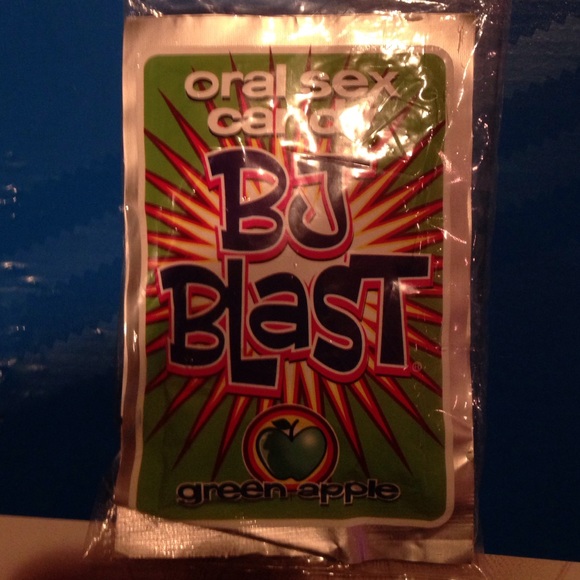 oral sex
candy
BJ
BLaST
green apple